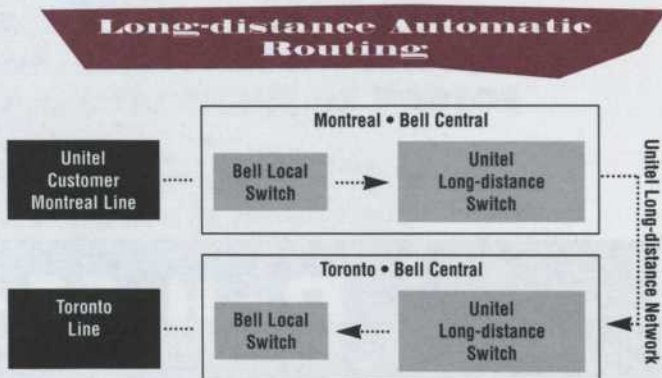 Long-distance Automatic
Routing
Montreal • Bell Central
Unitel
Customer
Montreal Line
Bell Local
Switch
Unitel
Long-distance
Switch
Unitel Long-distance Network
Toronto • Bell Central
Toronto
Line
Bell Local
Switch
Unitel
Long-distance
Switch